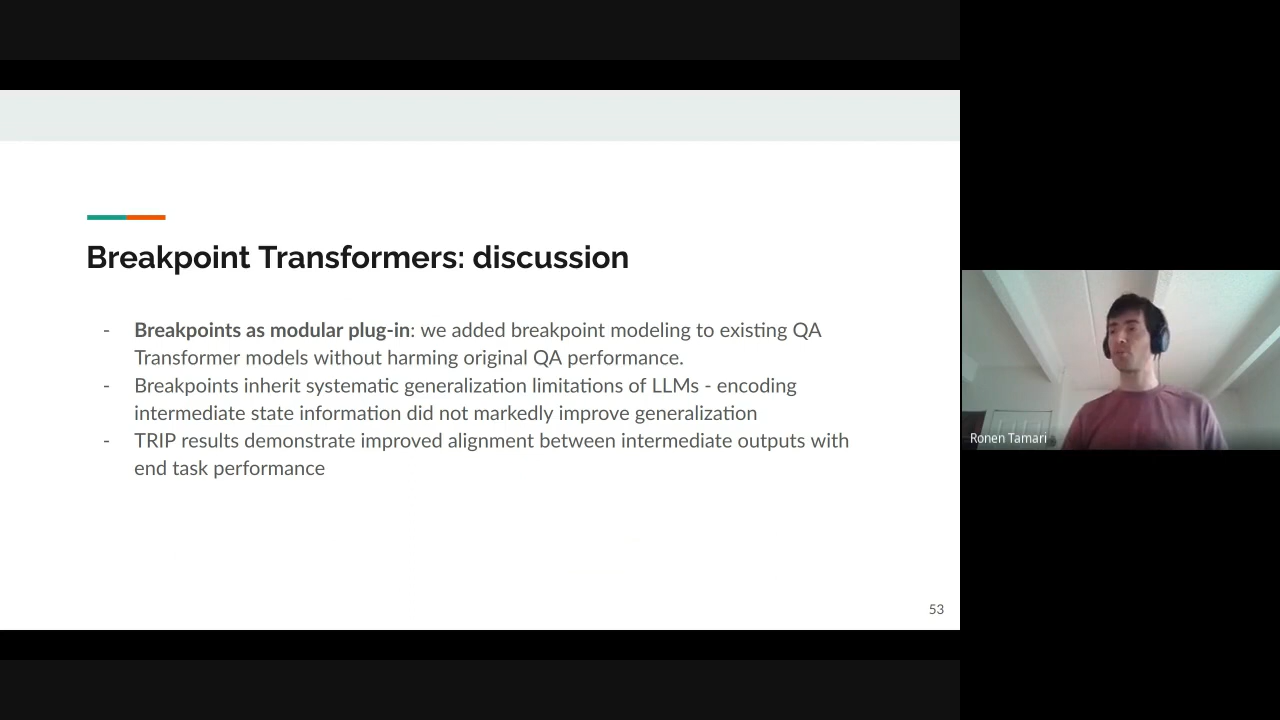 Breakpoint Transformers: discussion
- Breakpoints as modular plug-in: we added breakpoint modeling to existing QA
Transformer models without harming original QA performance.
- Breakpoints inherit systematic generalization limitations of LLMs - encoding
intermediate state information did not markedly improve generalization
- TRIP results demonstrate improved alignment between intermediate outputs with
end task performance
53
Ronen Tamari